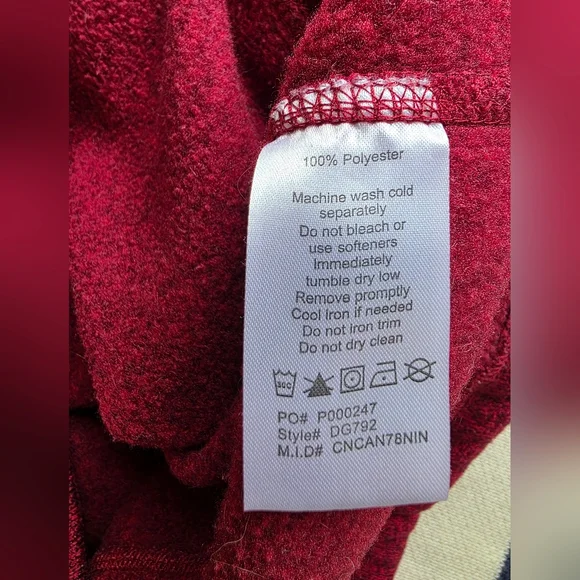 100% Polyester
Machine wash cold
separately
Do not bleach or
use softeners
Immediately
tumble dry low
Remove promptly
Cool Iron if needed
Do not iron trim
Do not dry clean
PO# P000247
Style# DG792
M.I.D# CNCAN78NIN